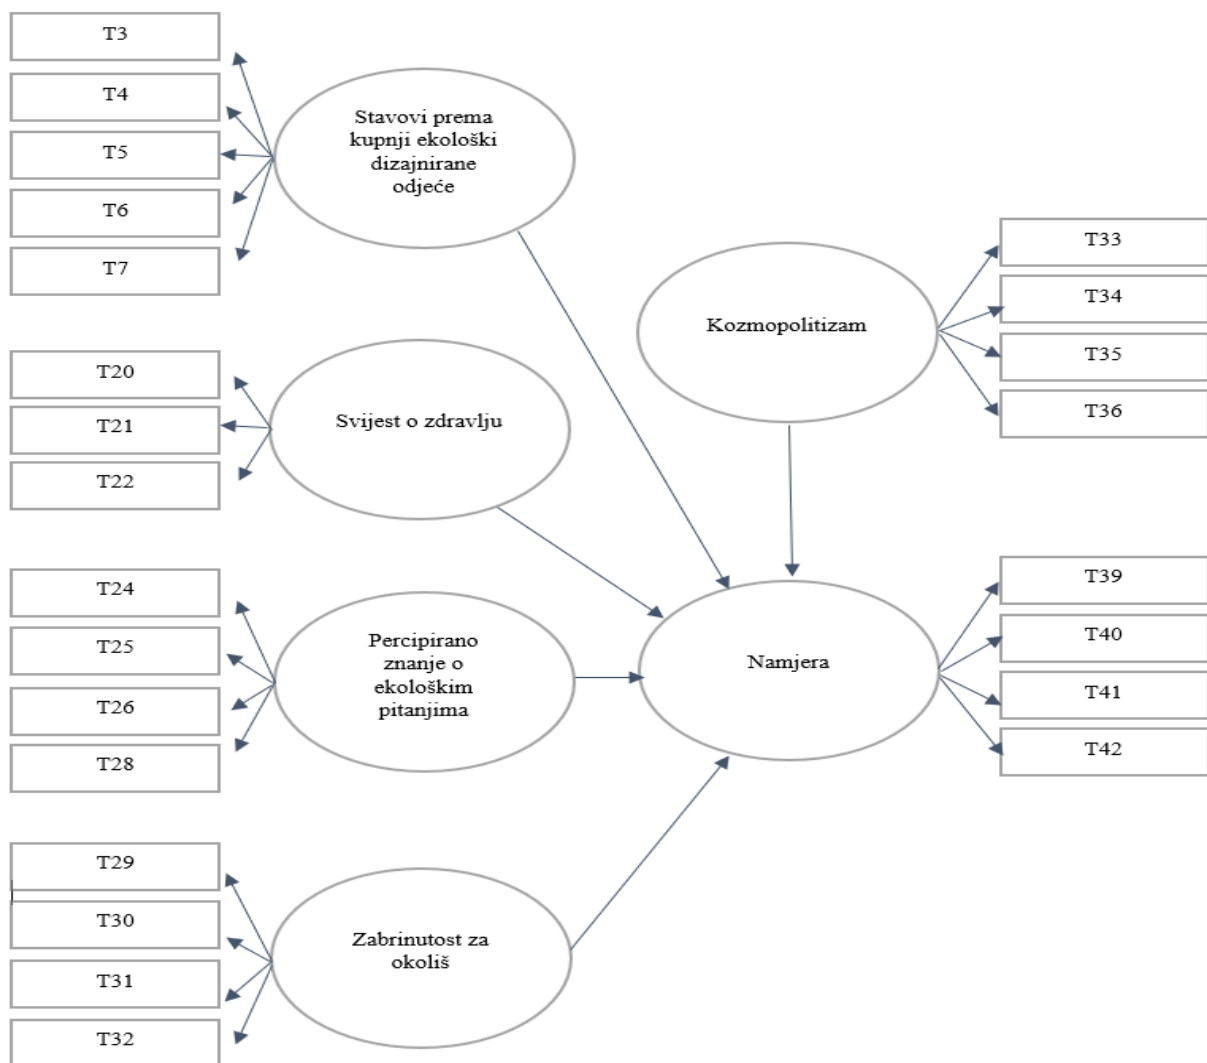 T3
T4
T5
T6
T7
Stavovi prema
kupnji ekološki
dizajnirane
odjeće
T20
T21
T22
Svijest o zdravlju
T24
T25
T26
T28
Percipirano
znanje o
ekološkim
pitanjima
T29
T30
T31
T32
Zabrinutost za
okoliš
Kozmopolitizam
T33
T34
T35
T36
Namjera
T39
T40
T41
T42